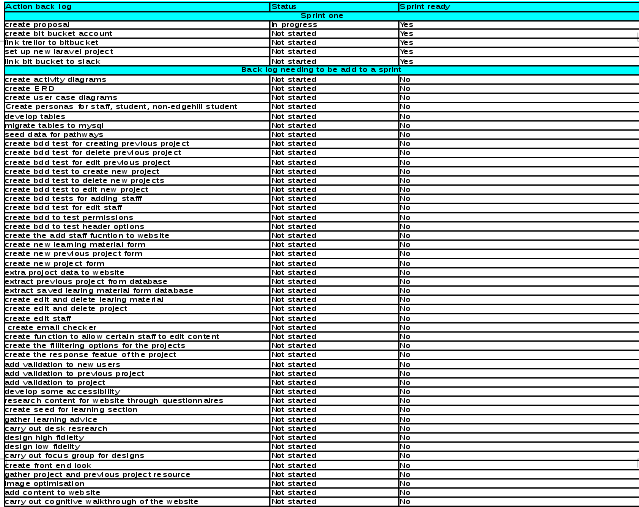 Action back log Status Sprint ready
Sprint one
create proposal In progress Yes
create bit bucket account Not started Yes
link trellor to bitbucket Not started Yes
set up new laravel project Not started Yes
link bit bucket to slack Not started Yes
Back log needing to be add to a sprint
create activity diagrams Not started No
create ERD Not started No
create user case diagrams Not started No
Create personas for staff, student, non-edgehill student Not started No
develop tables Not started No
migrate tables to mysql Not started No
seed data for pathways Not started No
create bdd test for creating previous project Not started No
create bdd test for delete previous project Not started No
create bdd test for edit previous project Not started No
create bdd test to create new project Not started No
create bdd test to delete new projects Not started No
create bdd test to edit new project Not started No
create bdd tests for adding stafff Not started No
create bdd test for edit staff Not started No
create bdd to test permissions Not started No
create bdd to test header options Not started No
create the add staff fucntion to website Not started No
create new learning material form Not started No
create new previous project form Not started No
create new project form Not started No
extra project data to website Not started No
extract previous project from database Not started No
extract saved learing material form database Not started No
create edit and delete learing material Not started No
create edit and delete project Not started No
create edit staff Not started No
create email checker Not started No
create function to allow certain staff to edit content Not started No
create the fillitering options for the projects Not started No
create the response featue of the project Not started No
add validation to new users Not started No
add validation to previous project Not started No
add validation to project Not started No
develop some accessibility Not started No
research content for website through questionnaires Not started No
create seed for learning section Not started No
gather learning advice Not started No
carry out desk resrearch Not started No
design high fidielty Not started No
design low fidelity Not started No
carry out focus group for designs Not started No
create front end look Not started No
gather project and previous project resource Not started No
image optimisation Not started No
add content to website Not started No
carry out cognitive walkthrough of the website Not started No